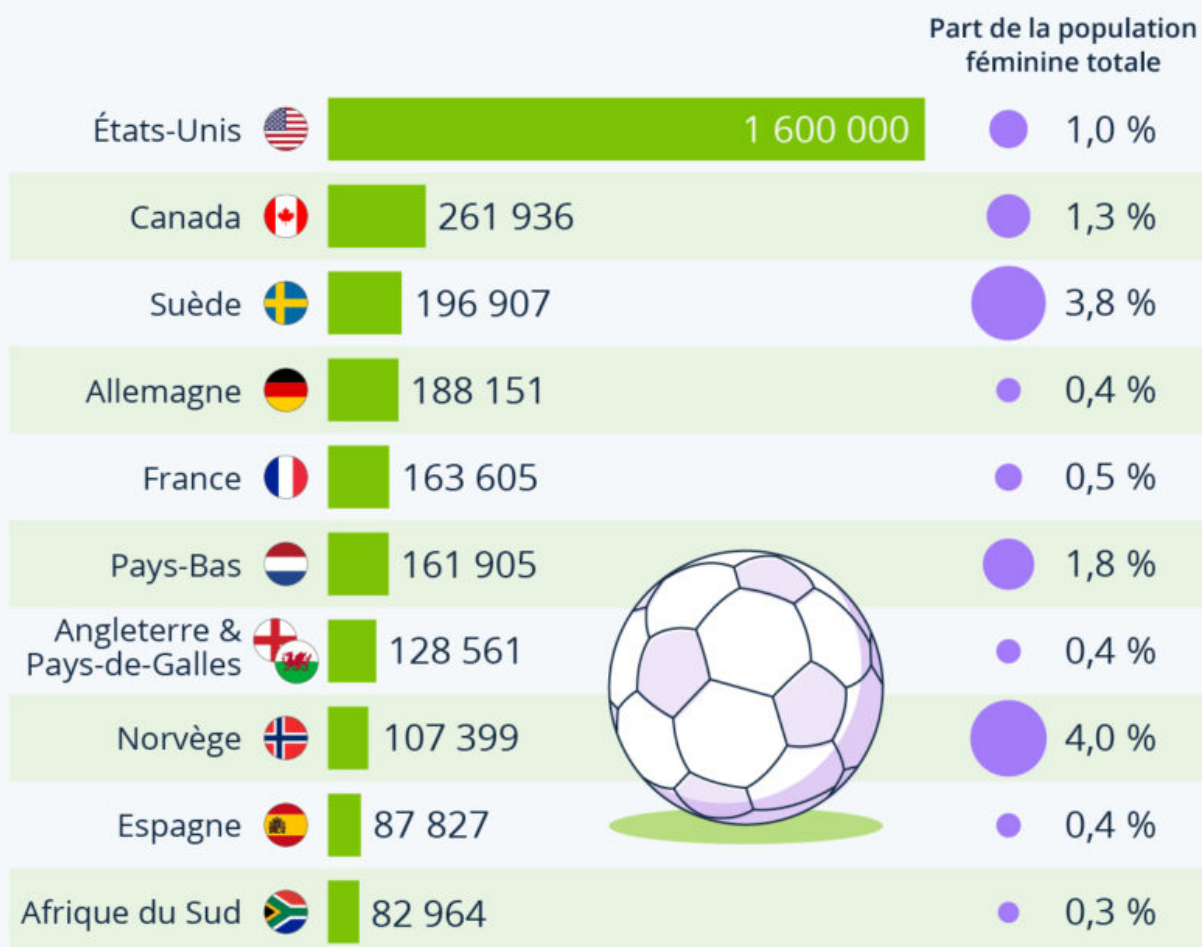 Part de la population
féminine totale
États-Unis 1 600 000 1,0 %
Canada 261 936 1,3 %
Suède 196 907 3,8 %
Allemagne 188 151 0,4 %
France 163 605 0,5 %
Pays-Bas 161 905 1,8 %
Angleterre &
Pays-de-Galles 128 561 0,4 %
Norvège 107 399 4,0 %
Espagne 87 827 0,4 %
Afrique du Sud 82 964 0,3 %